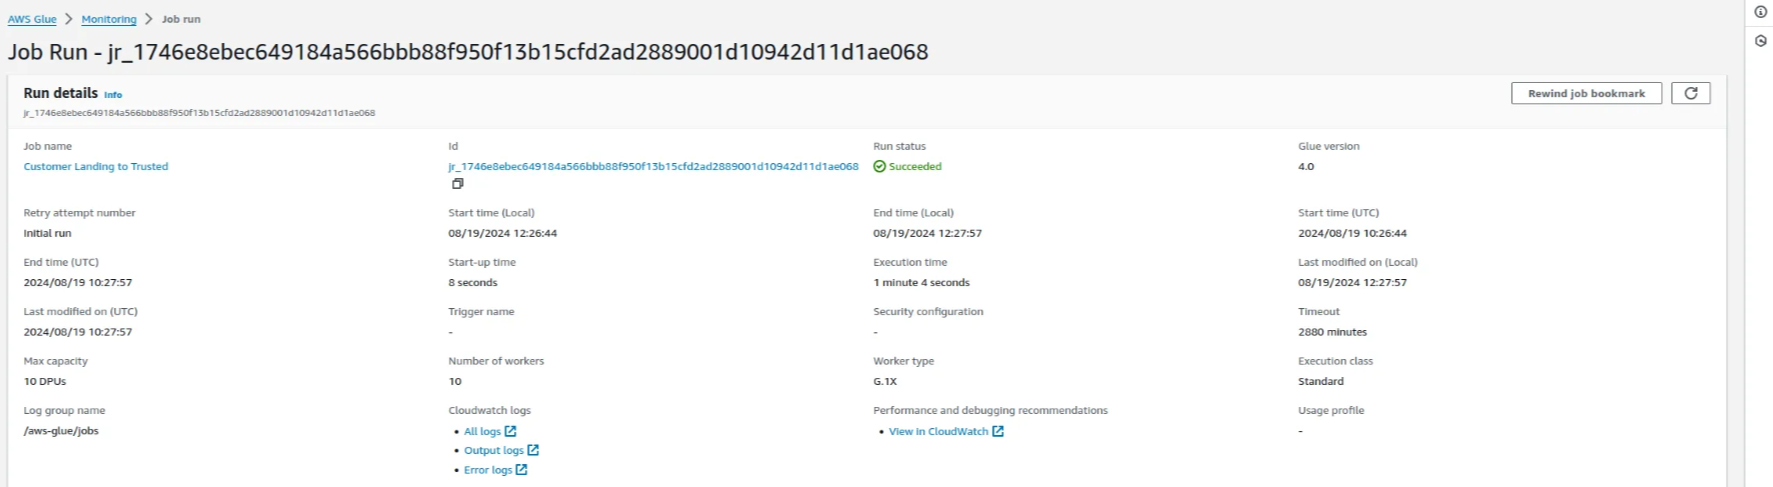 AWS Glue > Monitoring > Job run
Job Run - jr_1746e8ebec649184a566bbb88f950f13b15cfd2ad2889001d10942d11d1ae068
Run details Info
jr_1746e8ebec649184a566bbb88f950f13b15cfd2ad2889001d10942d11d1ae068
Rewind job bookmark
Job name
Customer Landing to Trusted
Id
jr_1746e8ebec649184a566bbb88f950f13b15cfd2ad2889001d10942d11d1ae068
Run status
Succeeded
Glue version
4.0
Retry attempt number
Initial run
Start time (Local)
08/19/2024 12:26:44
End time (Local)
08/19/2024 12:27:57
Start time (UTC)
2024/08/19 10:26:44
End time (UTC)
2024/08/19 10:27:57
Start-up time
8 seconds
Execution time
1 minute 4 seconds
Last modified on (Local)
08/19/2024 12:27:57
Last modified on (UTC)
2024/08/19 10:27:57
Trigger name
-
Security configuration
-
Timeout
2880 minutes
Max capacity
10 DPUs
Number of workers
10
Worker type
G.1X
Execution class
Standard
Log group name
/aws-glue/jobs
Cloudwatch logs
• All logs
• Output logs
• Error logs
Performance and debugging recommendations
• View in CloudWatch
Usage profile
-